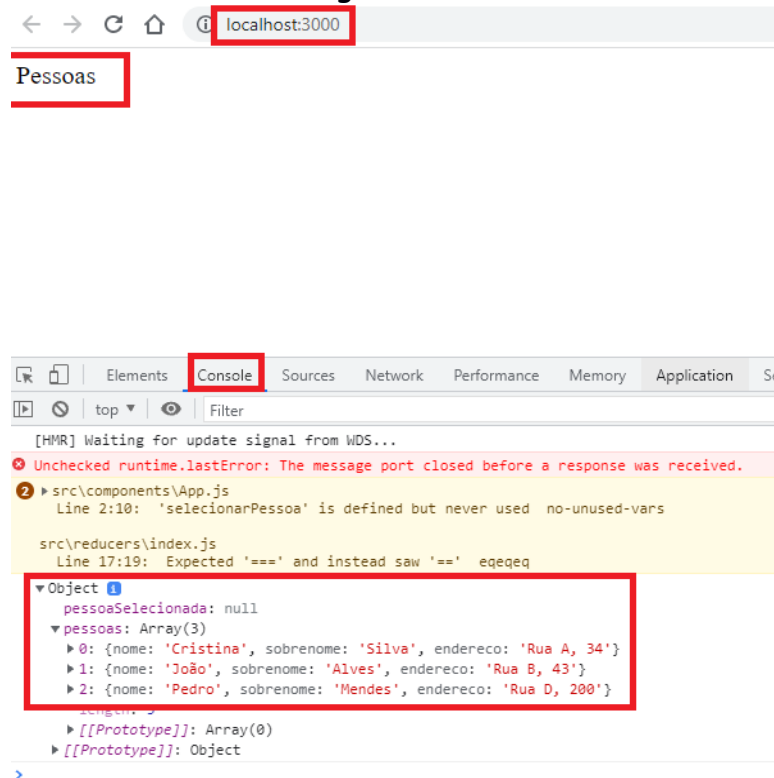 localhost:3000
Pessoas
Elements Console Sources Network Performance Memory Application
top Filter
[HMR] Waiting for update signal from WDS...
Unchecked runtime.lastError: The message port closed before a response was received.
2 src\components\App.js
Line 2:10: 'selecionarPessoa' is defined but never used no-unused-vars
src\reducers\index.js
Line 17:19: Expected '===' and instead saw '==' eqeqeq
Object i
pessoaSelecionada: null
pessoas: Array(3)
0: {nome: 'Cristina', sobrenome: 'Silva', endereco: 'Rua A, 34'}
1: {nome: 'João', sobrenome: 'Alves', endereco: 'Rua B, 43'}
2: {nome: 'Pedro', sobrenome: 'Mendes', endereco: 'Rua D, 200'}
[[Prototype]]: Array(0)
[[Prototype]]: Object